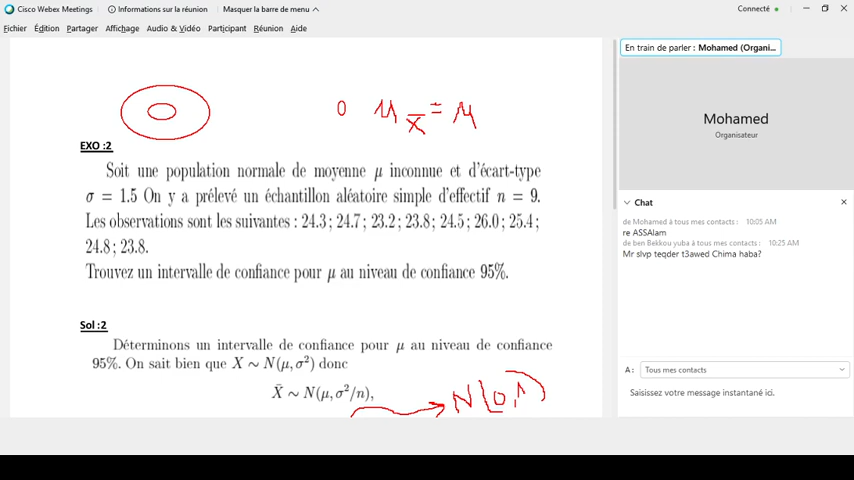 Cisco Webex Meetings
Informations sur la réunion
Masquer la barre de menu
Connecté
Fichier Édition Partager Affichage Audio & Vidéo Participant Réunion Aide
0 μ x̄ = μ
EXO :2
Soit une population normale de moyenne μ inconnue et d'écart-type
σ = 1.5 On y a prélevé un échantillon aléatoire simple d'effectif n = 9.
Les observations sont les suivantes : 24.3 ; 24.7 ; 23.2 ; 23.8 ; 24.5 ; 26.0 ; 25.4 ;
24.8 ; 23.8.
Trouvez un intervalle de confiance pour μ au niveau de confiance 95%.
Sol :2
Déterminons un intervalle de confiance pour μ au niveau de confiance
95%. On sait bien que X ∼ N(μ, σ²) donc
X̄ ∼ N(μ, σ²/n),
N(0,1)
En train de parler : Mohamed (Organi...
Mohamed
Organisateur
Chat
de Mohamed à tous mes contacts : 10:05 AM
re ASSAlam
de ben Bekkou yuba à tous mes contacts : 10:25 AM
Mr slvp teqder t3awed Chima haba?
A : Tous mes contacts
Saisissez votre message instantané ici.